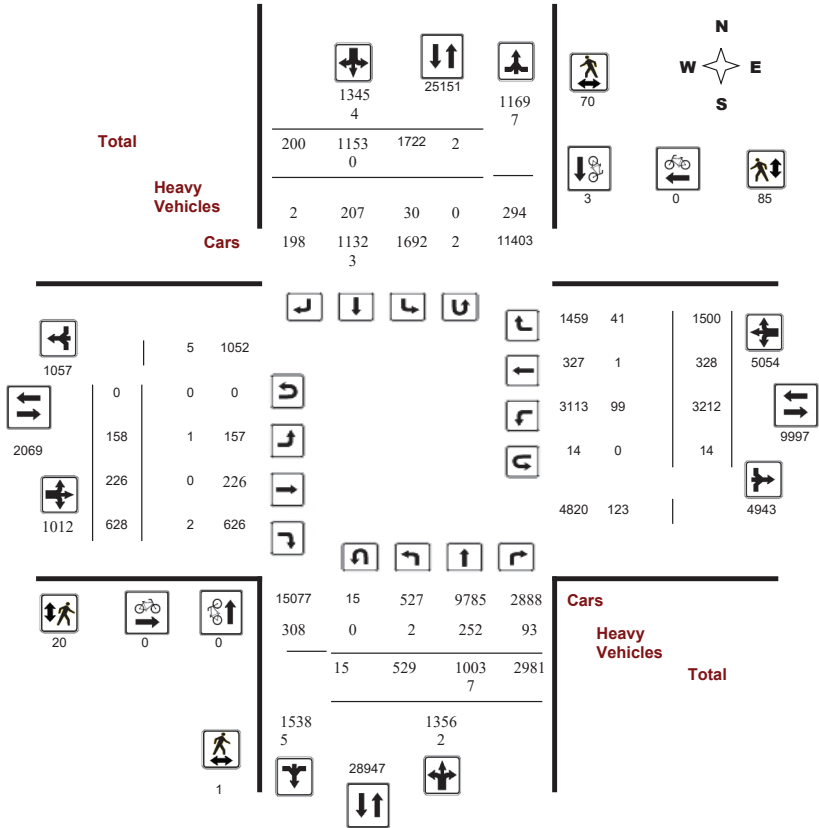 N
W E
S
1345
4
25151
1169
7
70
Total
200 1153
0 1722 2
3 0 85
Heavy
Vehicles
2 207 30 0 294
Cars
198 1132
3 1692 2 11403
1057
5 1052
1459 41 1500
5054
327 1 328
0 0 0
2069
158 1 157
3113 99 3212
9997
14 0 14
226 0 226
1012
628 2 626
4820 123
4943
15077 15 527 9785 2888
Cars
308 0 2 252 93
Heavy
Vehicles
20 0 0
15 529 1003
7 2981
Total
1538
5
1356
2
28947
1